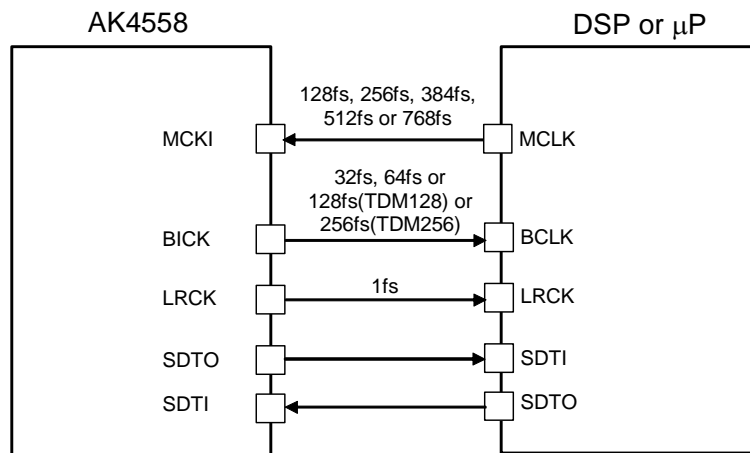 AK4558
DSP or μP
128fs, 256fs, 384fs,
512fs or 768fs
MCKI
MCLK
32fs, 64fs or
128fs(TDM128) or
256fs(TDM256)
BICK
BCLK
1fs
LRCK
LRCK
SDTO
SDTI
SDTI
SDTO